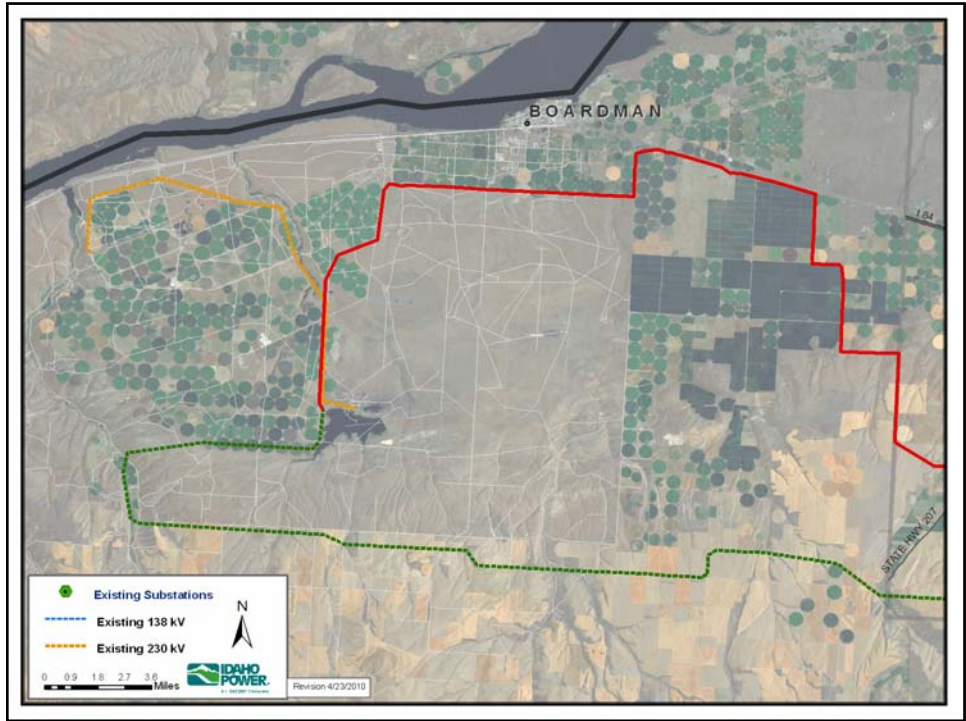 BOARDMAN
I 84
STATE HWY 207
Existing Substations
Existing 138 kV
Existing 230 kV
N
0 0.9 1.8 2.7 3.6
Miles
IDAHO
POWER
Revision 4/23/2010